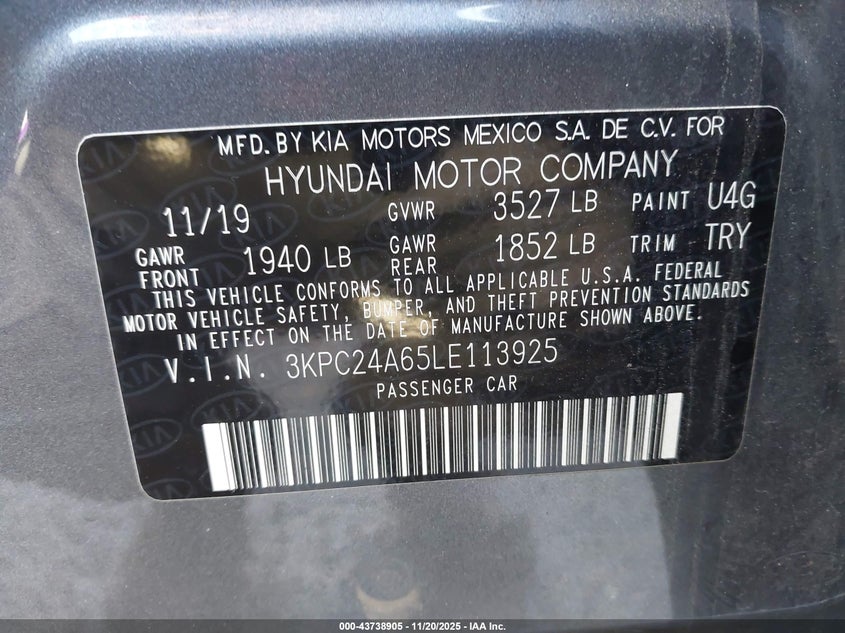 MFD. BY KIA MOTORS MEXICO S.A. DE C.V. FOR
HYUNDAI MOTOR COMPANY
11/19 GVWR 3527 LB PAINT U4G
GAWR FRONT 1940 LB GAWR REAR 1852 LB TRIM TRY
THIS VEHICLE CONFORMS TO ALL APPLICABLE U.S.A. FEDERAL
MOTOR VEHICLE SAFETY, BUMPER, AND THEFT PREVENTION STANDARDS
IN EFFECT ON THE DATE OF MANUFACTURE SHOWN ABOVE.
V.I.N. 3KPC24A65LE113925
PASSENGER CAR
000-43738905 - 11/20/2025 - IAA Inc.